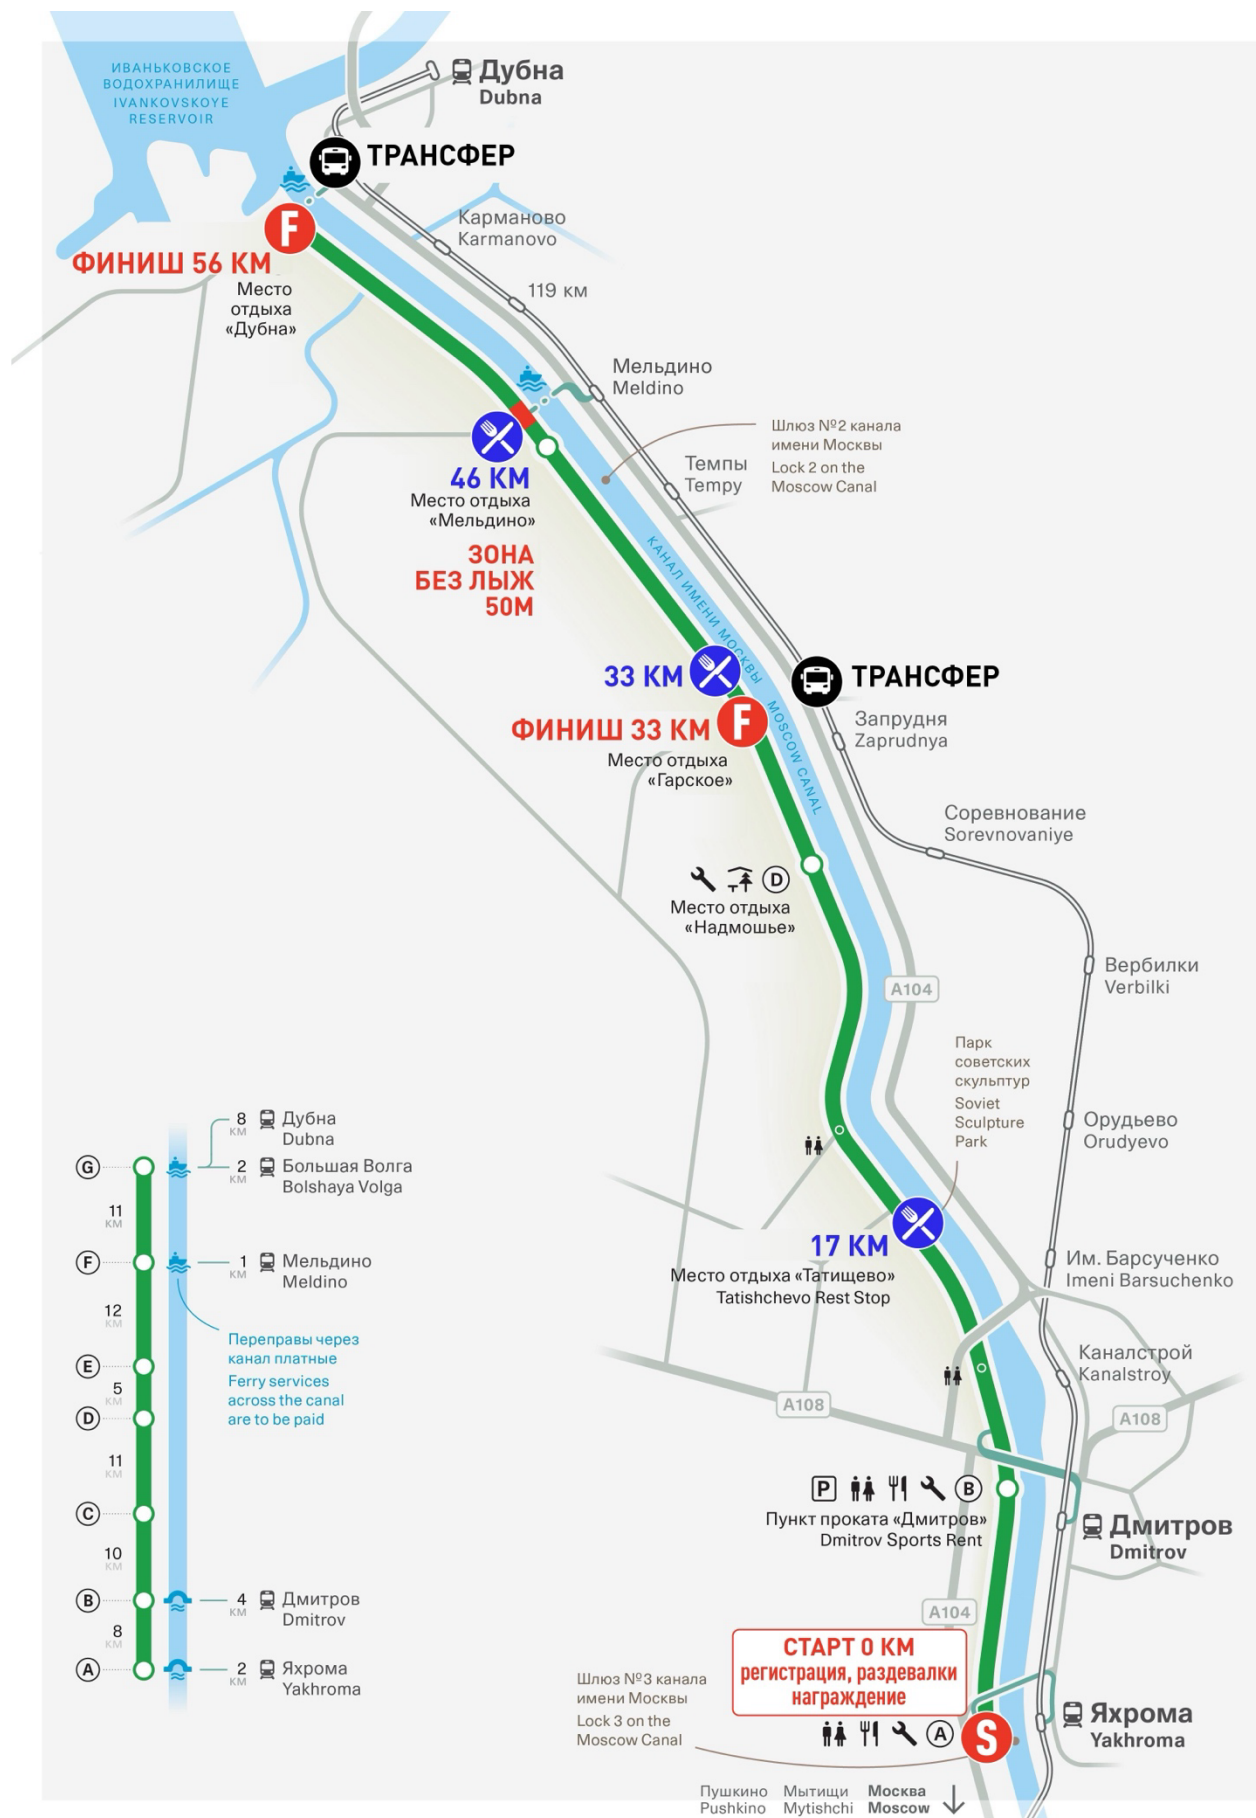 ИВАНЬКОВСКОЕ
ВОДОХРАНИЛИЩЕ
IVANKOVSKOYE
RESERVOIR
Дубна
Dubna
ТРАНСФЕР
F
ФИНИШ 56 КМ
Место
отдыха
«Дубна»
Карманово
Karmanovo
119 км
Мельдино
Meldino
Шлюз №2 канала
имени Москвы
Lock 2 on the
Moscow Canal
Темпы
Tempy
46 КМ
Место отдыха
«Мельдино»
ЗОНА
БЕЗ ЛЫЖ
50М
КАНАЛ ИМЕНИ МОСКВЫ MOSCOW CANAL
33 КМ
ТРАНСФЕР
ФИНИШ 33 КМ
F
Место отдыха
«Гарское»
Запрудня
Zaprudnya
Соревнование
Sorevnovaniye
D
Место отдыха
«Надмошье»
Вербилки
Verbilki
A104
Парк
советских
скульптур
Soviet
Sculpture
Park
Орудьево
Orudyevo
17 КМ
Место отдыха «Татищево»
Tatishchevo Rest Stop
Им. Барсученко
Imeni Barsuchenko
Каналстрой
Kanalstroy
A108
A108
P
B
Пункт проката «Дмитров»
Dmitrov Sports Rent
Дмитров
Dmitrov
A104
СТАРТ 0 КМ
регистрация, раздевалки
награждение
A
S
Шлюз №3 канала
имени Москвы
Lock 3 on the
Moscow Canal
Яхрома
Yakhroma
Пушкино Мытищи Москва
Pushkino Mytishchi Moscow
8 КМ
Дубна
Dubna
G
2 КМ
Большая Волга
Bolshaya Volga
11
КМ
F
1 КМ
Мельдино
Meldino
12
КМ
Переправы через
канал платные
Ferry services
across the canal
are to be paid
E
5
КМ
D
11
КМ
C
10
КМ
B
4 КМ
Дмитров
Dmitrov
8
КМ
A
2 КМ
Яхрома
Yakhroma